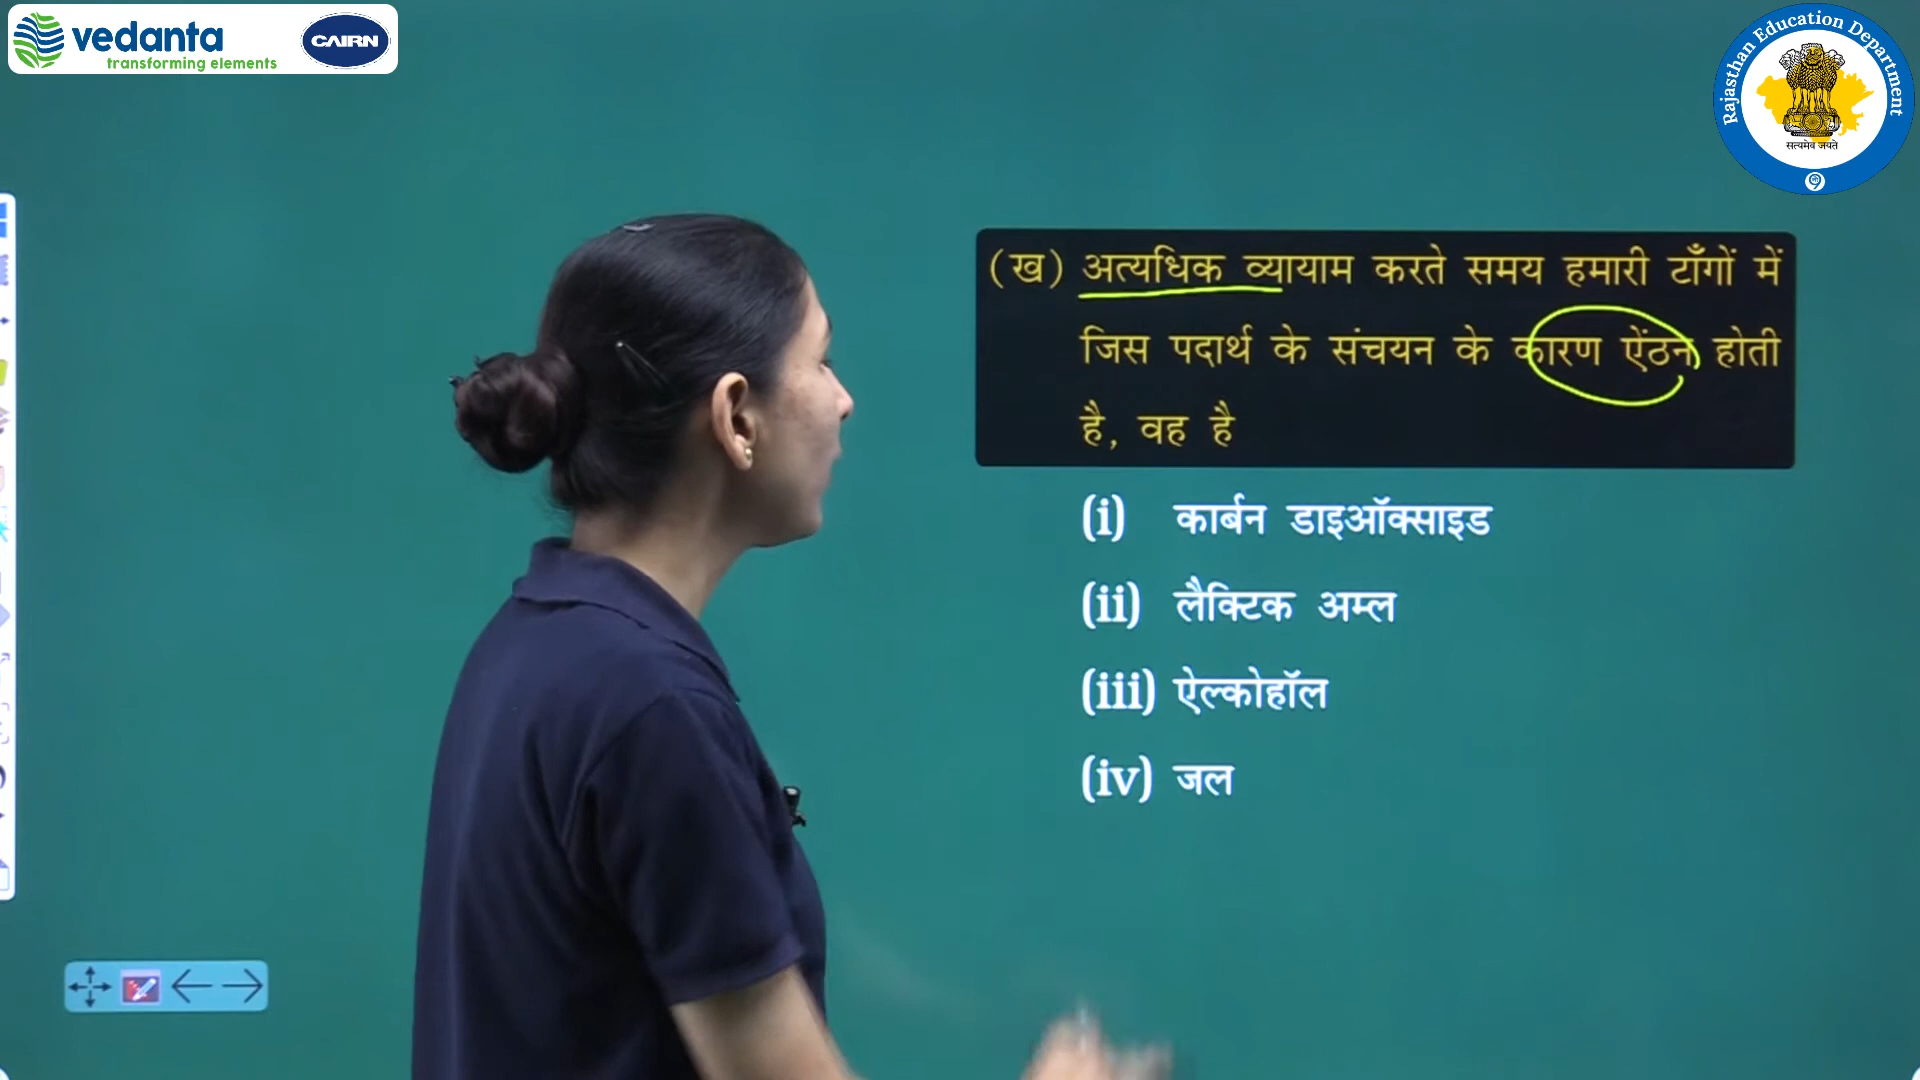 vedanta
transforming elements
CAIRN
Rajasthan Education Department
सत्यमेव जयते
(ख) अत्यधिक व्यायाम करते समय हमारी टाँगों में
जिस पदार्थ के संचयन के कारण ऐंठन होती
है, वह है
(i) कार्बन डाइऑक्साइड
(ii) लैक्टिक अम्ल
(iii) ऐल्कोहॉल
(iv) जल